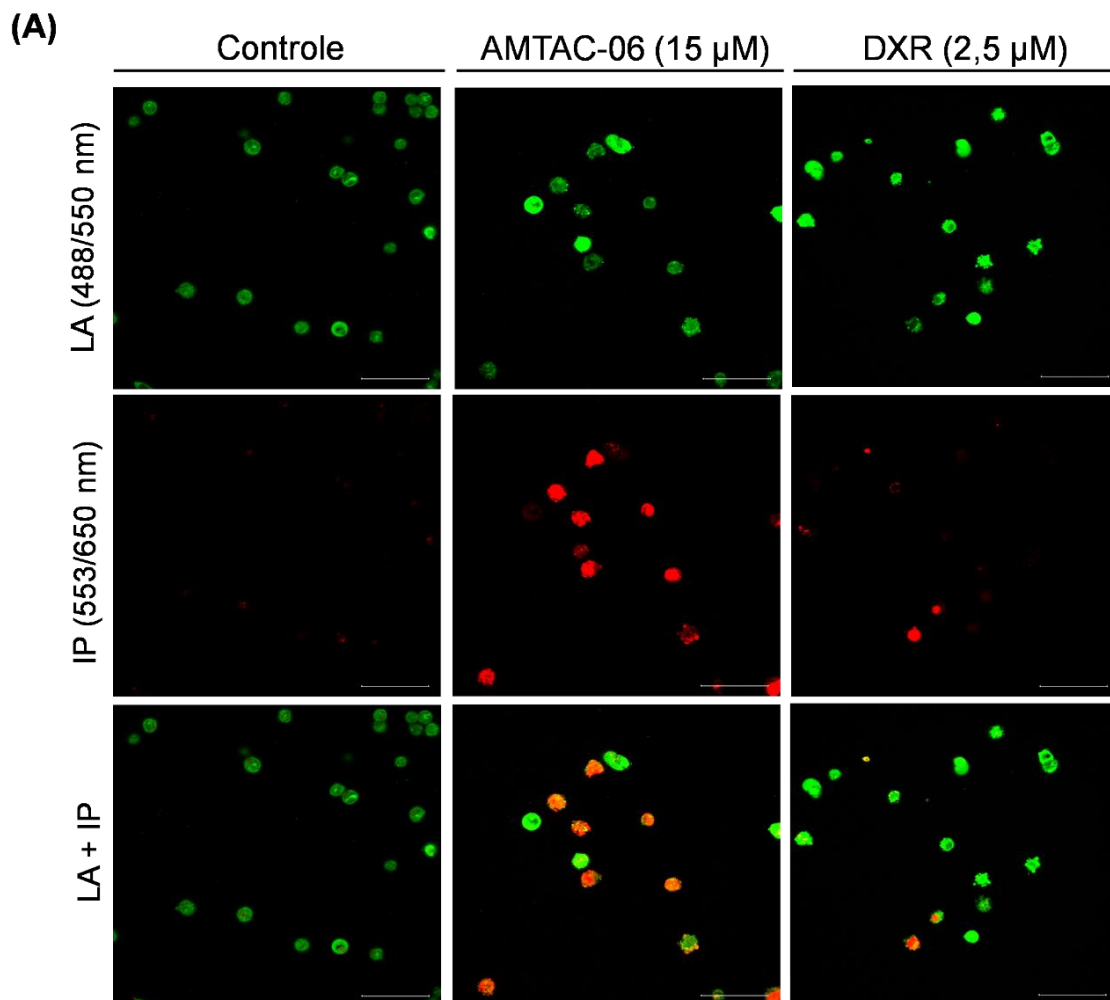 (A)
Controle
AMTAC-06 (15 µM)
DXR (2,5 µM)
LA (488/550 nm)
IP (553/650 nm)
LA + IP